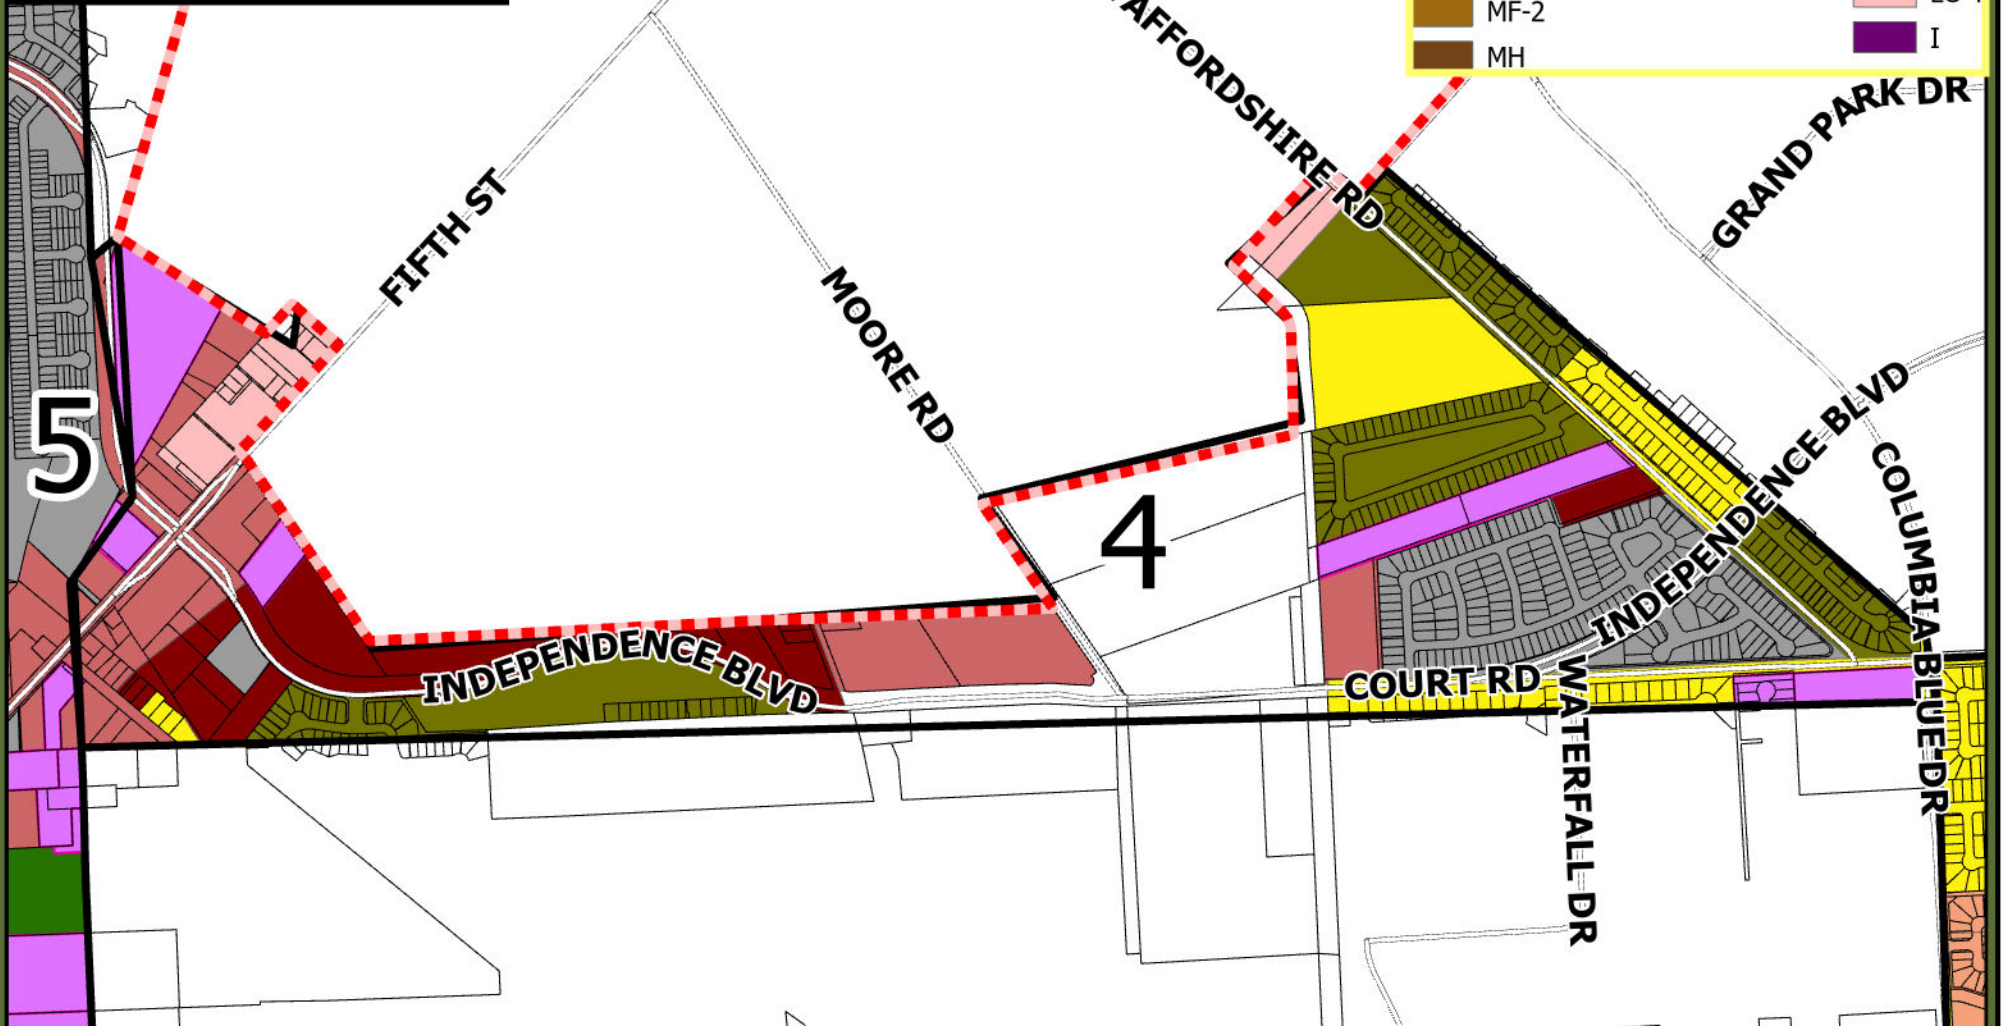 MF-2
MH
I
AFFORDSHIRE RD
GRAND PARK DR
FIFTH ST
MOORE RD
INDEPENDENCE BLVD
5
4
COLUMBIA BLUE DR
INDEPENDENCE BLVD
COURT RD
WATERFALL DR